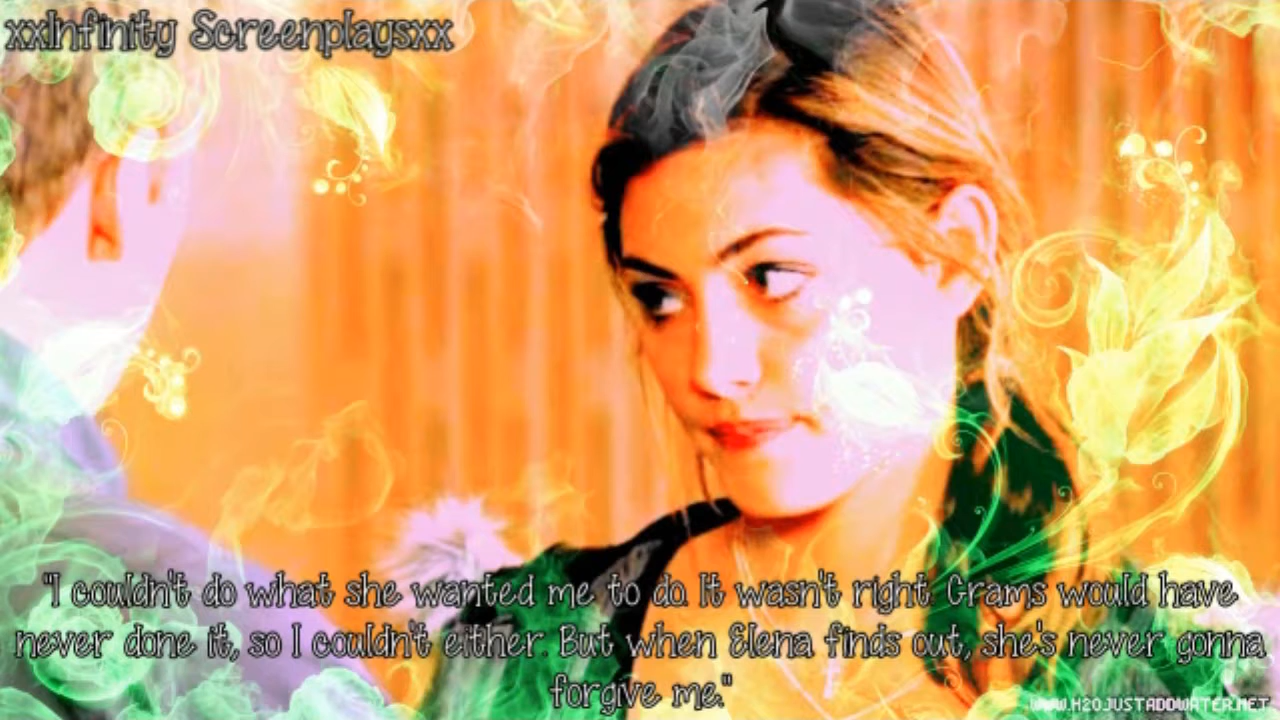 xxInfinity Screenplaysxx
"I couldn't do what she wanted me to do. It wasn't right. Grams would have
never done it, so I couldn't either. But when Elena finds out, she's never gonna
forgive me."
WWW.H2OJUSTADDWATER.NET